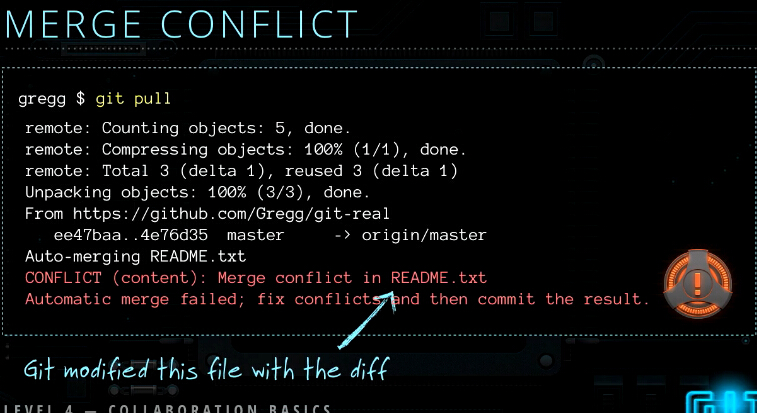 MERGE CONFLICT
gregg $ git pull
remote: Counting objects: 5, done.
remote: Compressing objects: 100% (1/1), done.
remote: Total 3 (delta 1), reused 3 (delta 1)
Unpacking objects: 100% (3/3), done.
From https://github.com/Gregg/git-real
ee47baa..4e76d35  master     -> origin/master
Auto-merging README.txt
CONFLICT (content): Merge conflict in README.txt
Automatic merge failed; fix conflicts and then commit the result.
Git modified this file with the diff
LEVEL 4 — COLLABORATION BASICS
GIT